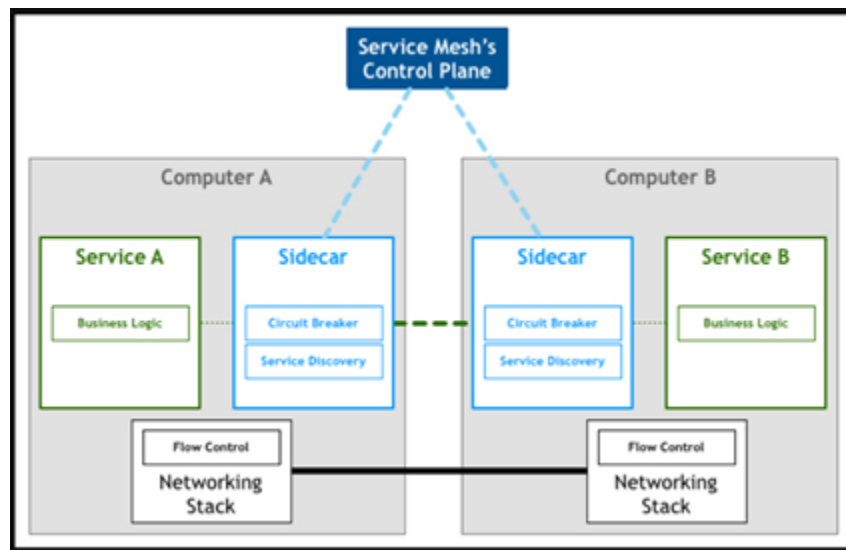 Service Mesh's
Control Plane
Computer A
Computer B
Service A
Sidecar
Sidecar
Service B
Business Logic
Circuit Breaker
Circuit Breaker
Business Logic
Service Discovery
Service Discovery
Flow Control
Flow Control
Networking
Stack
Networking
Stack